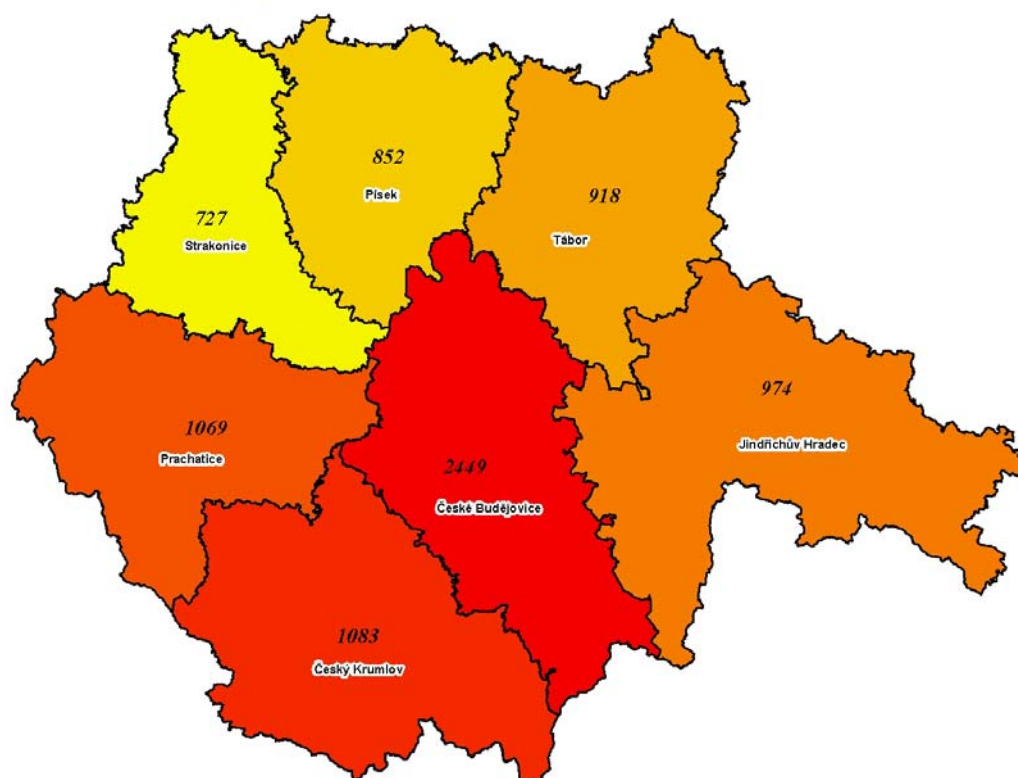 852
Písek
918
Tábor
727
Strakonice
974
Jindřichův Hradec
1069
Prachatice
2449
České Budějovice
1083
Český Krumlov